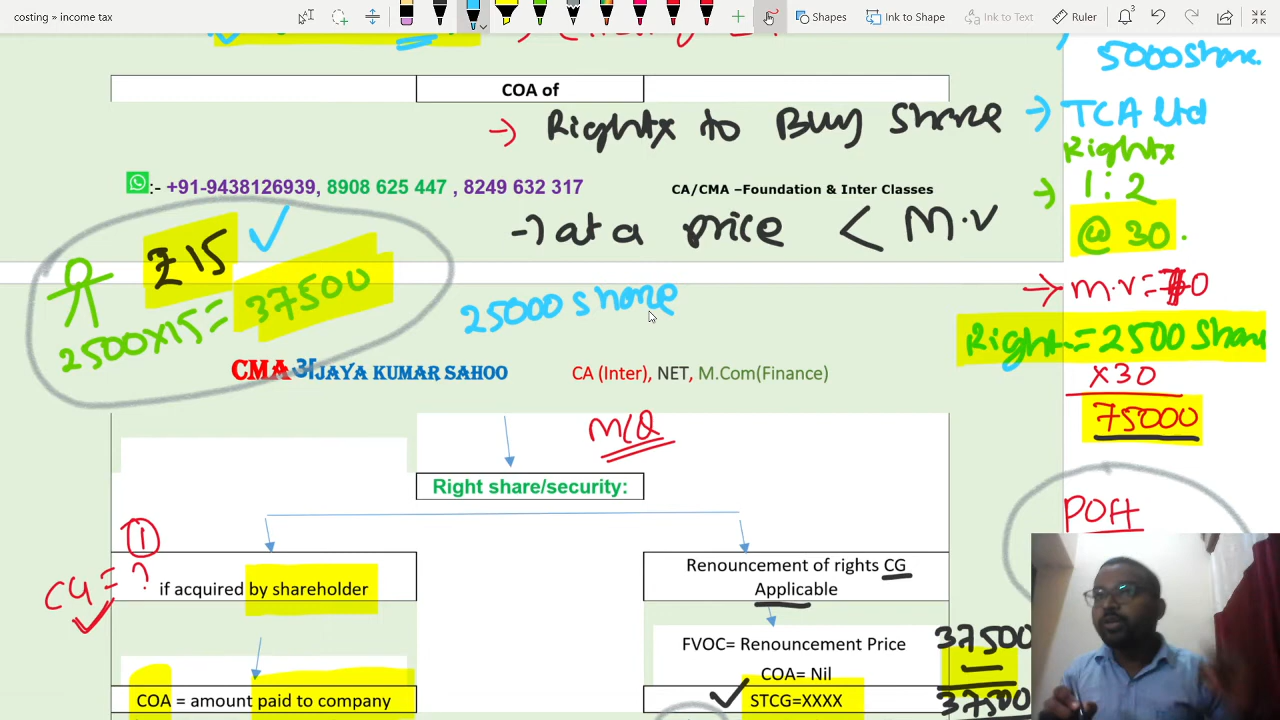 costing » income tax
Shapes
Ink to Shape
Ink to Text
Ruler
5000 Share.
COA of
→ Rights to Buy Share
→ TCA Ltd
Rights
→ 1:2
:- +91-9438126939, 8908 625 447 , 8249 632 317
CA/CMA –Foundation & Inter Classes
→ at a price < M.V
@ 30.
₹15
2500×15= 37500
→ m.v=70
25000 share
Right=2500 Share
×30
75000
CMA अJAYA KUMAR SAHOO
CA (Inter), NET, M.Com(Finance)
MCQ
Right share/security:
POH
①
CG = ?
if acquired by shareholder
Renouncement of rights CG
Applicable
FVOC= Renouncement Price
37500
COA= Nil
COA = amount paid to company
STCG=XXXX
37500